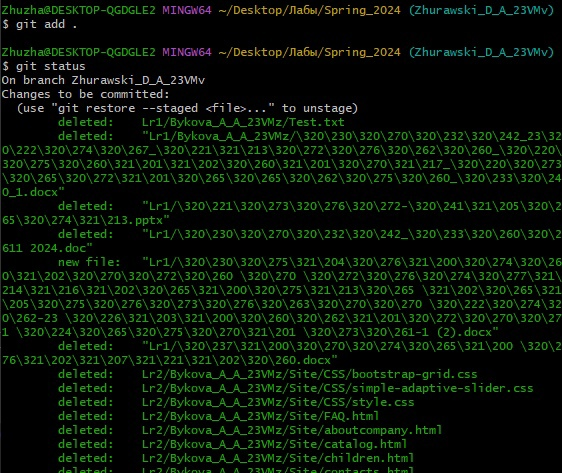 Zhuzha@DESKTOP-QGDGLE2 MINGW64 ~/Desktop/Лабы/Spring_2024 (Zhurawski_D_A_23VMv)
$ git add .
Zhuzha@DESKTOP-QGDGLE2 MINGW64 ~/Desktop/Лабы/Spring_2024 (Zhurawski_D_A_23VMv)
$ git status
On branch Zhurawski_D_A_23VMv
Changes to be committed:
(use "git restore --staged <file>..." to unstage)
deleted: Lr1/Bykova_A_A_23VMz/Test.txt
deleted: "Lr1/Bykova_A_A_23VMz/\320\230\320\270\320\232\320\242_23\32
0\222\320\274\320\267_\320\221\321\213\320\272\320\276\320\262\320\260_\320\220\
\320\275\320\260\321\201\321\202\320\260\321\201\320\270\321\217_\320\220\320\273
\320\265\320\272\321\201\320\265\320\265\320\262\320\275\320\260_\320\233\320\24
0_1.docx"
deleted: "Lr1/\320\221\320\273\320\276\320\272-\320\241\321\205\320\2
65\320\274\321\213.pptx"
deleted: "Lr1/\320\230\320\270\320\232\320\242_\320\233\320\260\320\2
611 2024.doc"
new file: "Lr1/\320\230\320\275\321\204\320\276\321\200\320\274\320\26
0\321\202\320\270\320\272\320\260 \320\270 \320\272\320\276\320\274\320\277\321\
214\321\216\321\202\320\265\321\200\320\275\321\213\320\265 \321\202\320\265\321
\205\320\275\320\276\320\273\320\276\320\263\320\270\320\270 \320\222\320\274\32
0\262-23 \320\226\321\203\321\200\320\260\320\262\321\201\321\272\320\270\320\27
1 \320\224\320\265\320\275\320\270\321\201 \320\273\320\261-1 (2).docx"
deleted: "Lr1/\320\237\321\200\320\270\320\274\320\265\321\200 \320\2
76\321\202\321\207\321\221\321\202\320\260.docx"
deleted: Lr2/Bykova_A_A_23VMz/Site/CSS/bootstrap-grid.css
deleted: Lr2/Bykova_A_A_23VMz/Site/CSS/simple-adaptive-slider.css
deleted: Lr2/Bykova_A_A_23VMz/Site/CSS/style.css
deleted: Lr2/Bykova_A_A_23VMz/Site/FAQ.html
deleted: Lr2/Bykova_A_A_23VMz/Site/aboutcompany.html
deleted: Lr2/Bykova_A_A_23VMz/Site/catalog.html
deleted: Lr2/Bykova_A_A_23VMz/Site/children.html
deleted: Lr2/Bykova_A_A_23VMz/Site/contacts.html